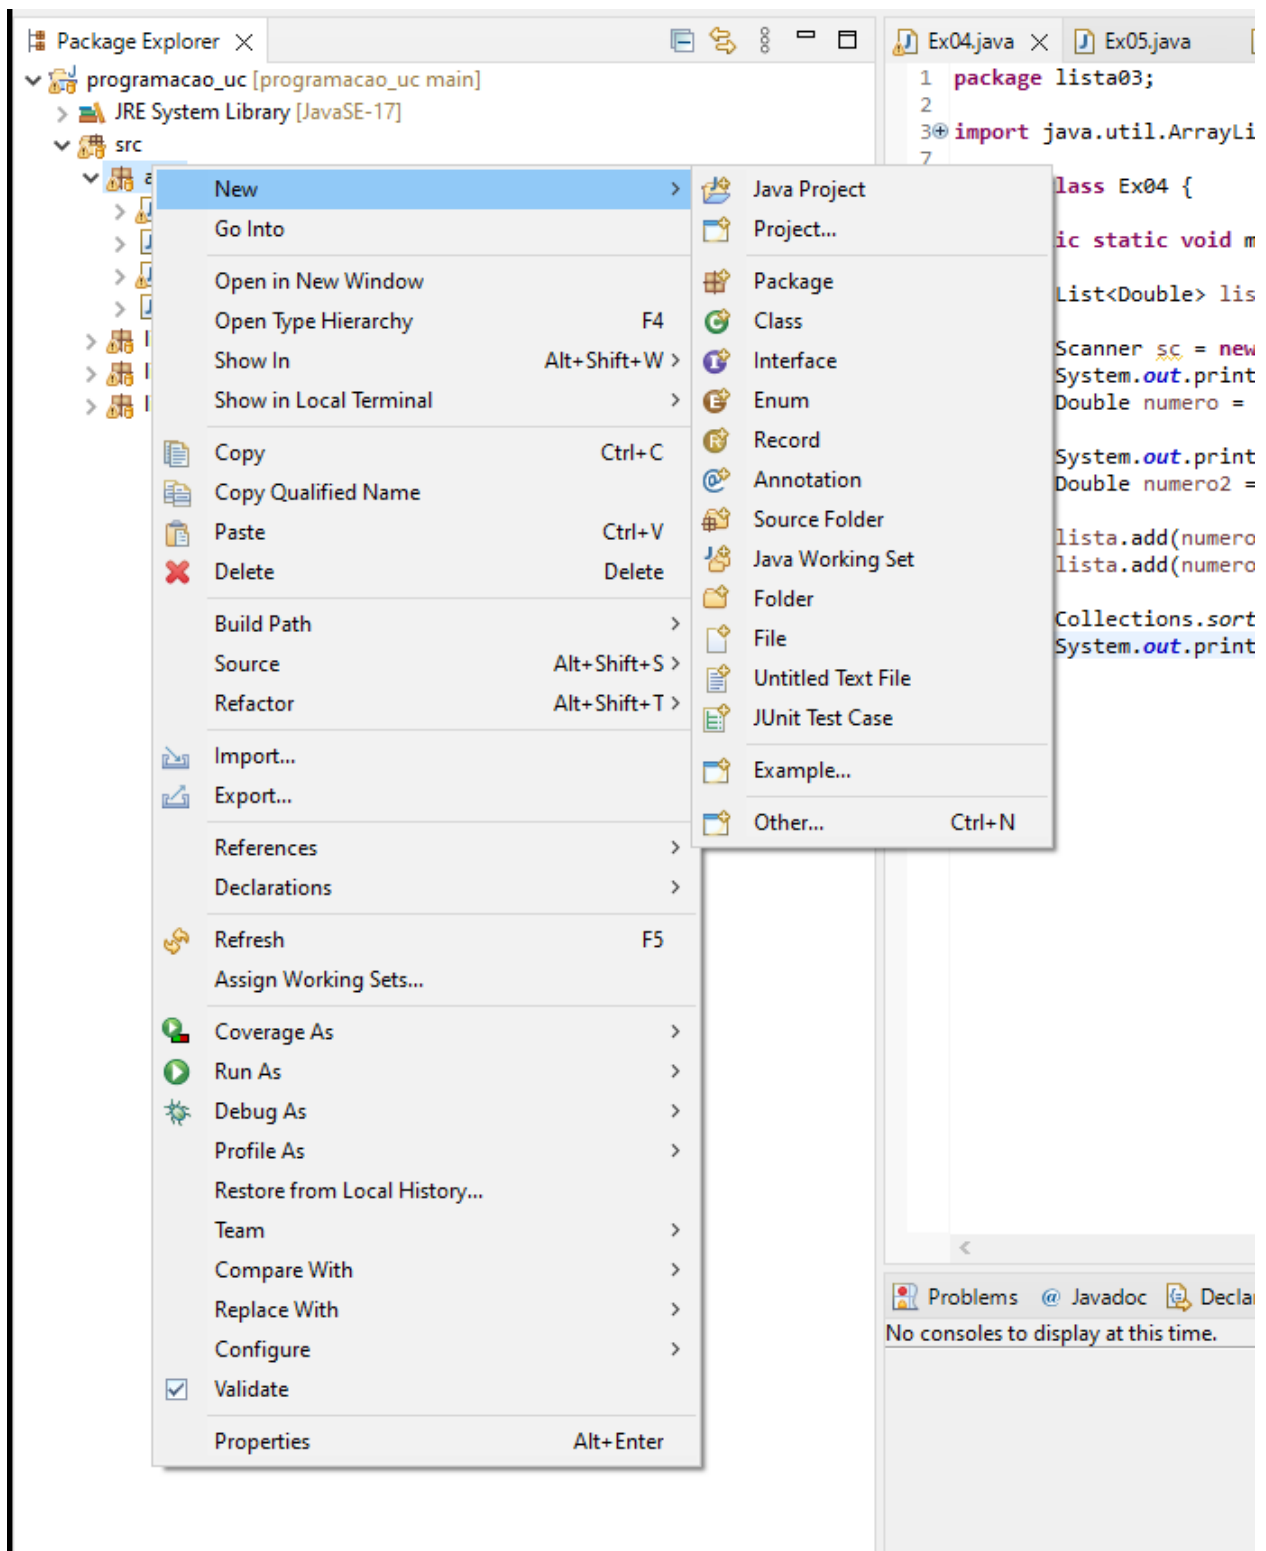 Package Explorer
programacao_uc [programacao_uc main]
JRE System Library [JavaSE-17]
src
New
Go Into
Open in New Window
Open Type Hierarchy F4
Show In Alt+Shift+W >
Show in Local Terminal >
Copy Ctrl+C
Copy Qualified Name
Paste Ctrl+V
Delete Delete
Build Path >
Source Alt+Shift+S >
Refactor Alt+Shift+T >
Import...
Export...
References >
Declarations >
Refresh F5
Assign Working Sets...
Coverage As >
Run As >
Debug As >
Profile As >
Restore from Local History...
Team >
Compare With >
Replace With >
Configure >
Validate
Properties Alt+Enter
Java Project
Project...
Package
Class
Interface
Enum
Record
Annotation
Source Folder
Java Working Set
Folder
File
Untitled Text File
JUnit Test Case
Example...
Other... Ctrl+N
Ex04.java Ex05.java
1 package lista03;
2
3 import java.util.ArrayLi
7
lass Ex04 {
ic static void m
List<Double> lis
Scanner sc = new
System.out.print
Double numero =
System.out.print
Double numero2 =
lista.add(numero
lista.add(numero
Collections.sort
System.out.print
Problems @ Javadoc Decla
No consoles to display at this time.